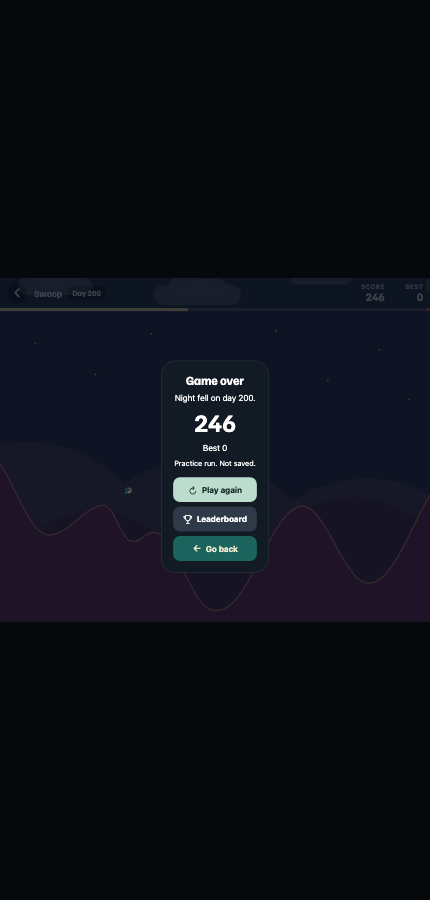 Swoop Day 200
SCORE BEST
246 0
Game over
Night fell on day 200.
246
Best 0
Practice run. Not saved.
Play again
Leaderboard
Go back